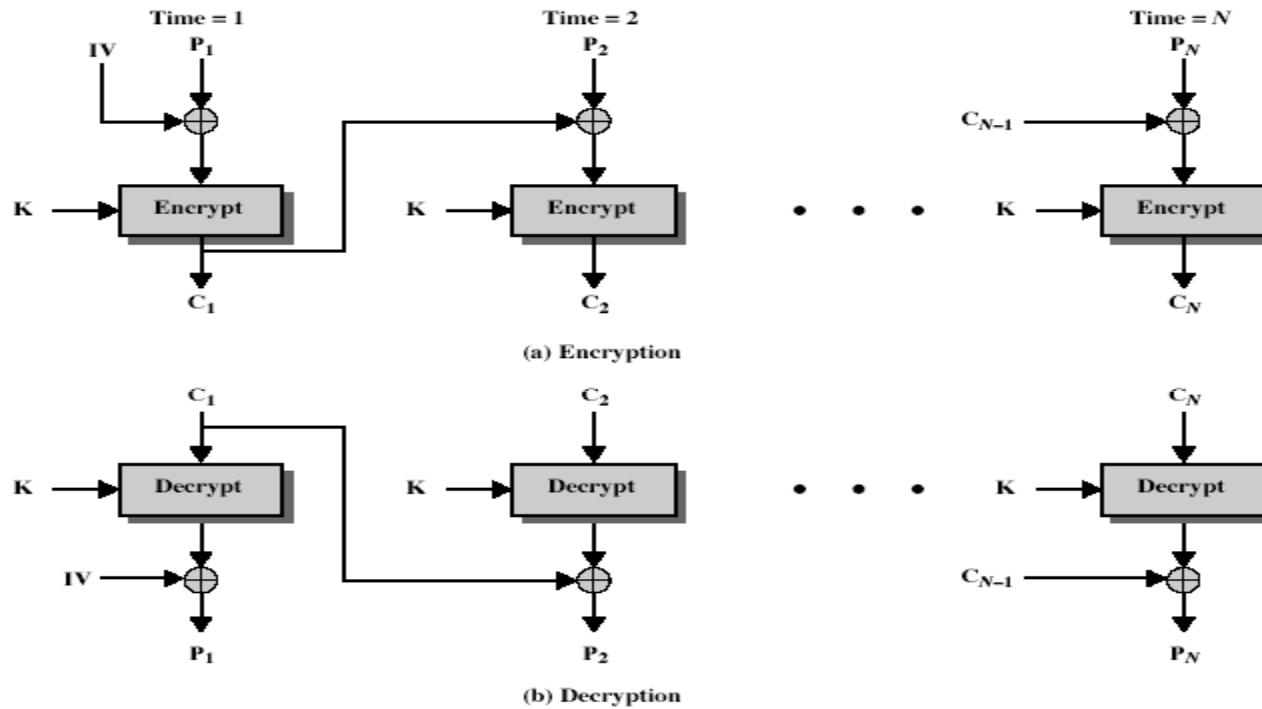 Time = 1 Time = 2 Time = N
IV P1 P2 PN
CN–1
K Encrypt K Encrypt K Encrypt
C1 C2 CN
(a) Encryption
C1 C2 CN
K Decrypt K Decrypt K Decrypt
IV CN–1
P1 P2 PN
(b) Decryption